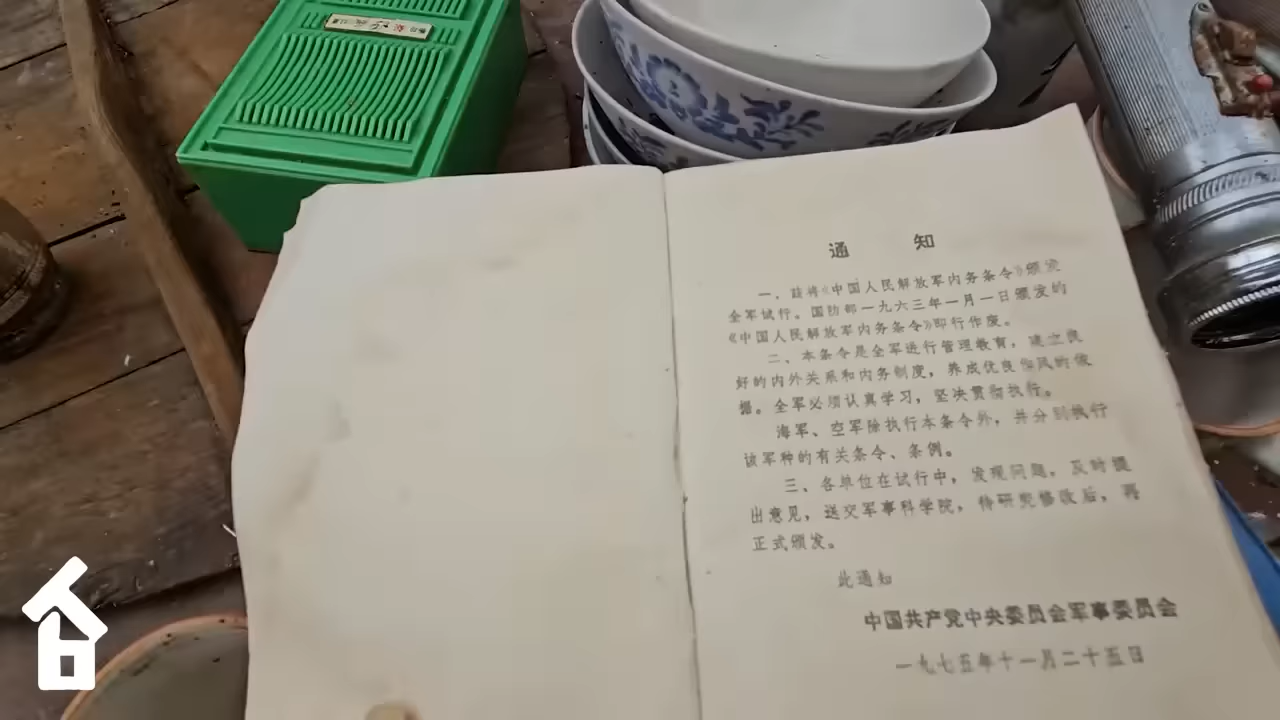 通 知
一、兹将《中国人民解放军内务条令》颁发
全军试行。国防部一九六三年一月一日颁发的
《中国人民解放军内务条令》即行作废。
二、本条令是全军进行管理教育，建立良
好的内外关系和内务制度，养成优良作风的依
据。全军必须认真学习，坚决贯彻执行。
海军、空军除执行本条令外，并分别执行
该军种的有关条令、条例。
三、各单位在试行中，发现问题，及时提
出意见，送交军事科学院，待研究修改后，再
正式颁发。
此通知
中国共产党中央委员会军事委员会
一九七五年十一月二十五日